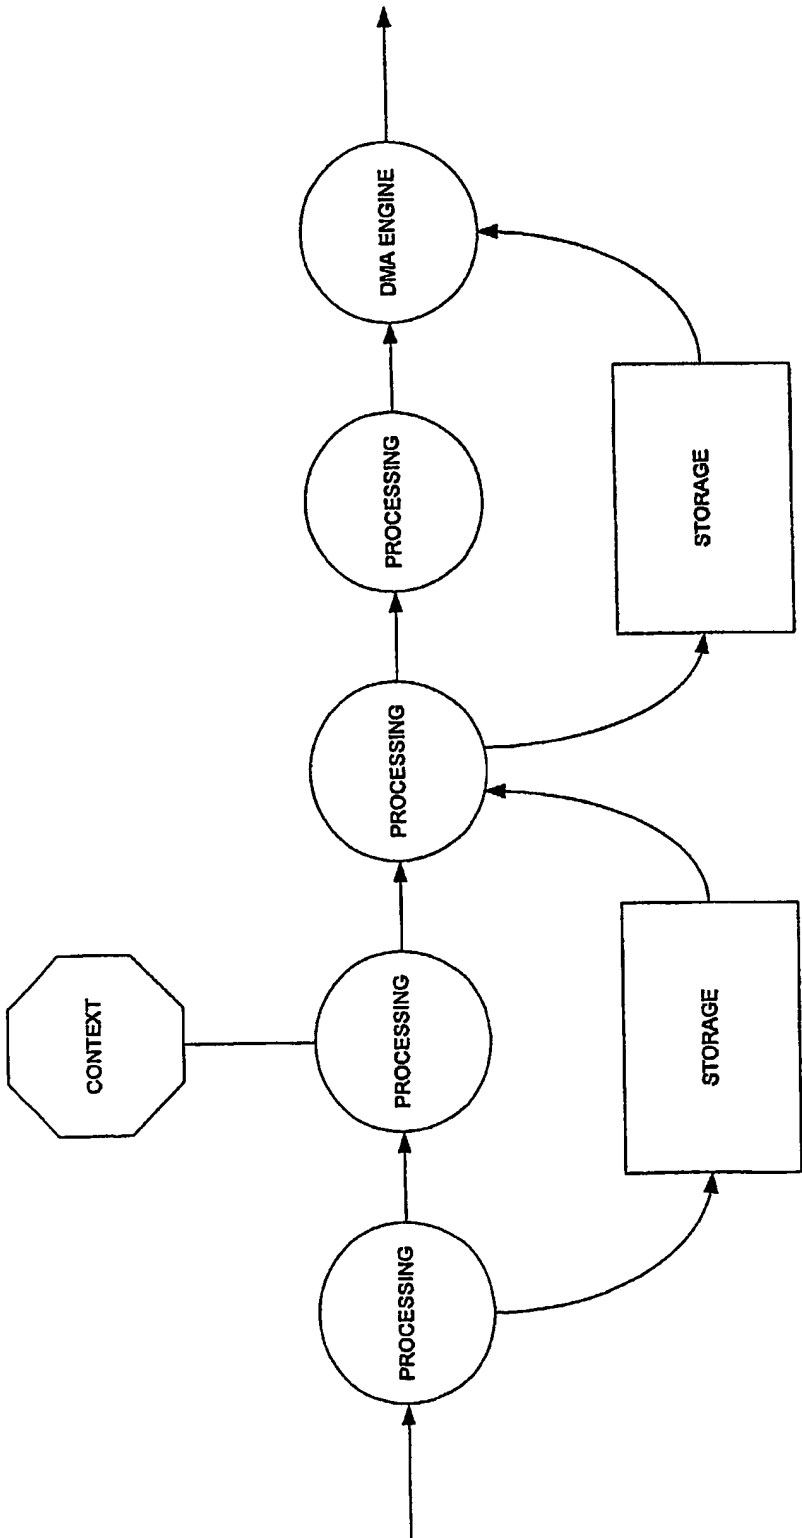 CONTEXT
PROCESSING
PROCESSING
PROCESSING
PROCESSING
DMA ENGINE
STORAGE
STORAGE